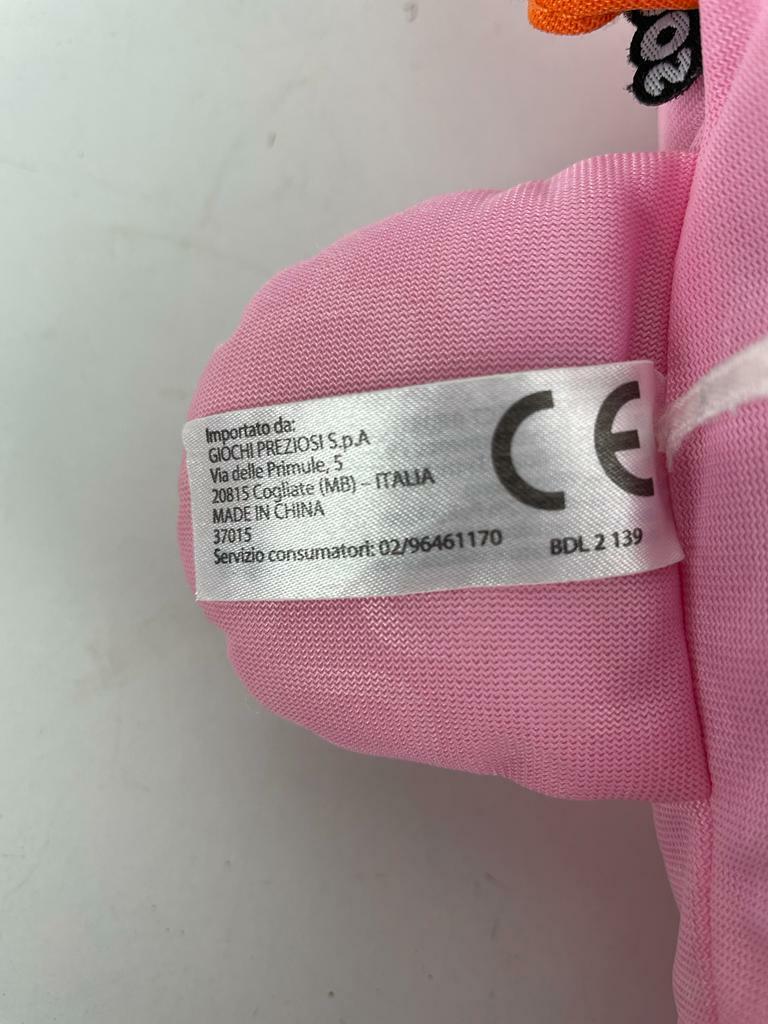 Importato da:
GIOCHI PREZIOSI S.p.A
Via delle Primule, 5
20815 Cogliate (MB) – ITALIA
MADE IN CHINA
37015
Servizio consumatori: 02/96461170
CE
BDL 2 139